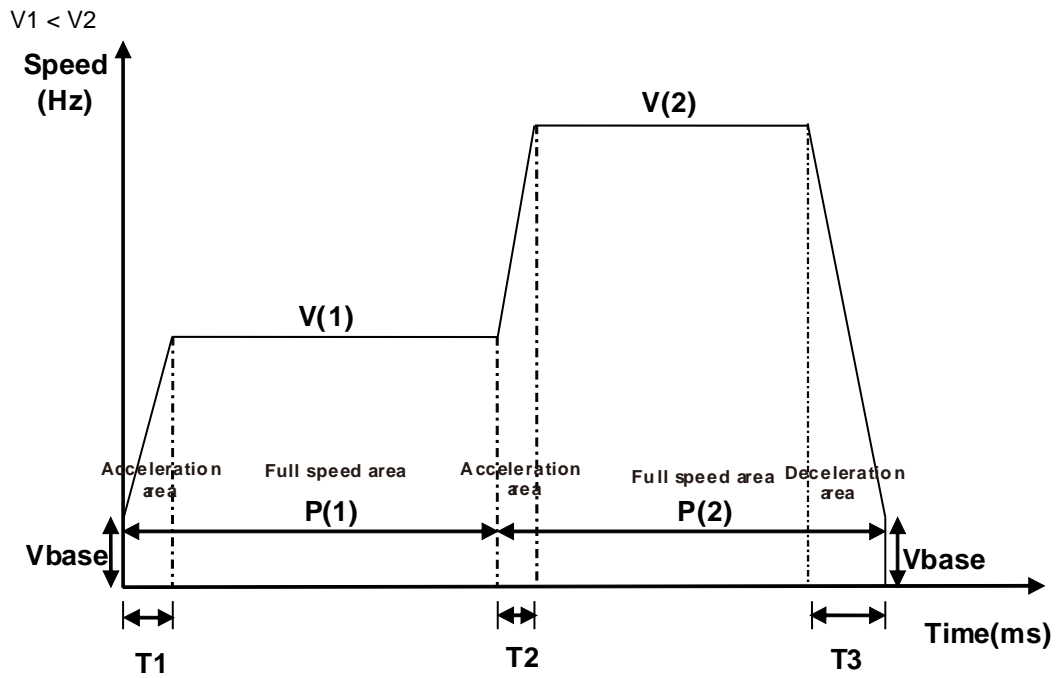 V1 < V2
Speed
(Hz)
V(2)
V(1)
Acceleration
area
Full speed area
Acceleration
area
Full speed area
Deceleration
area
P(1)
P(2)
Vbase
Vbase
T1
T2
T3
Time(ms)